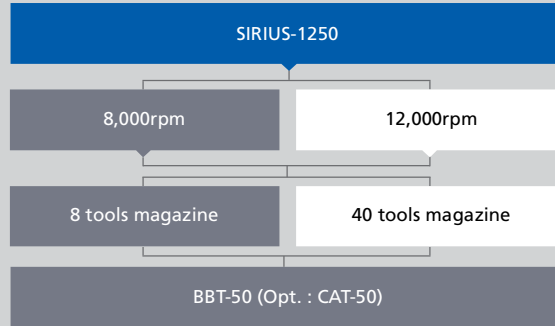 SIRIUS-1250
8,000rpm
12,000rpm
8 tools magazine
40 tools magazine
BBT-50 (Opt. : CAT-50)